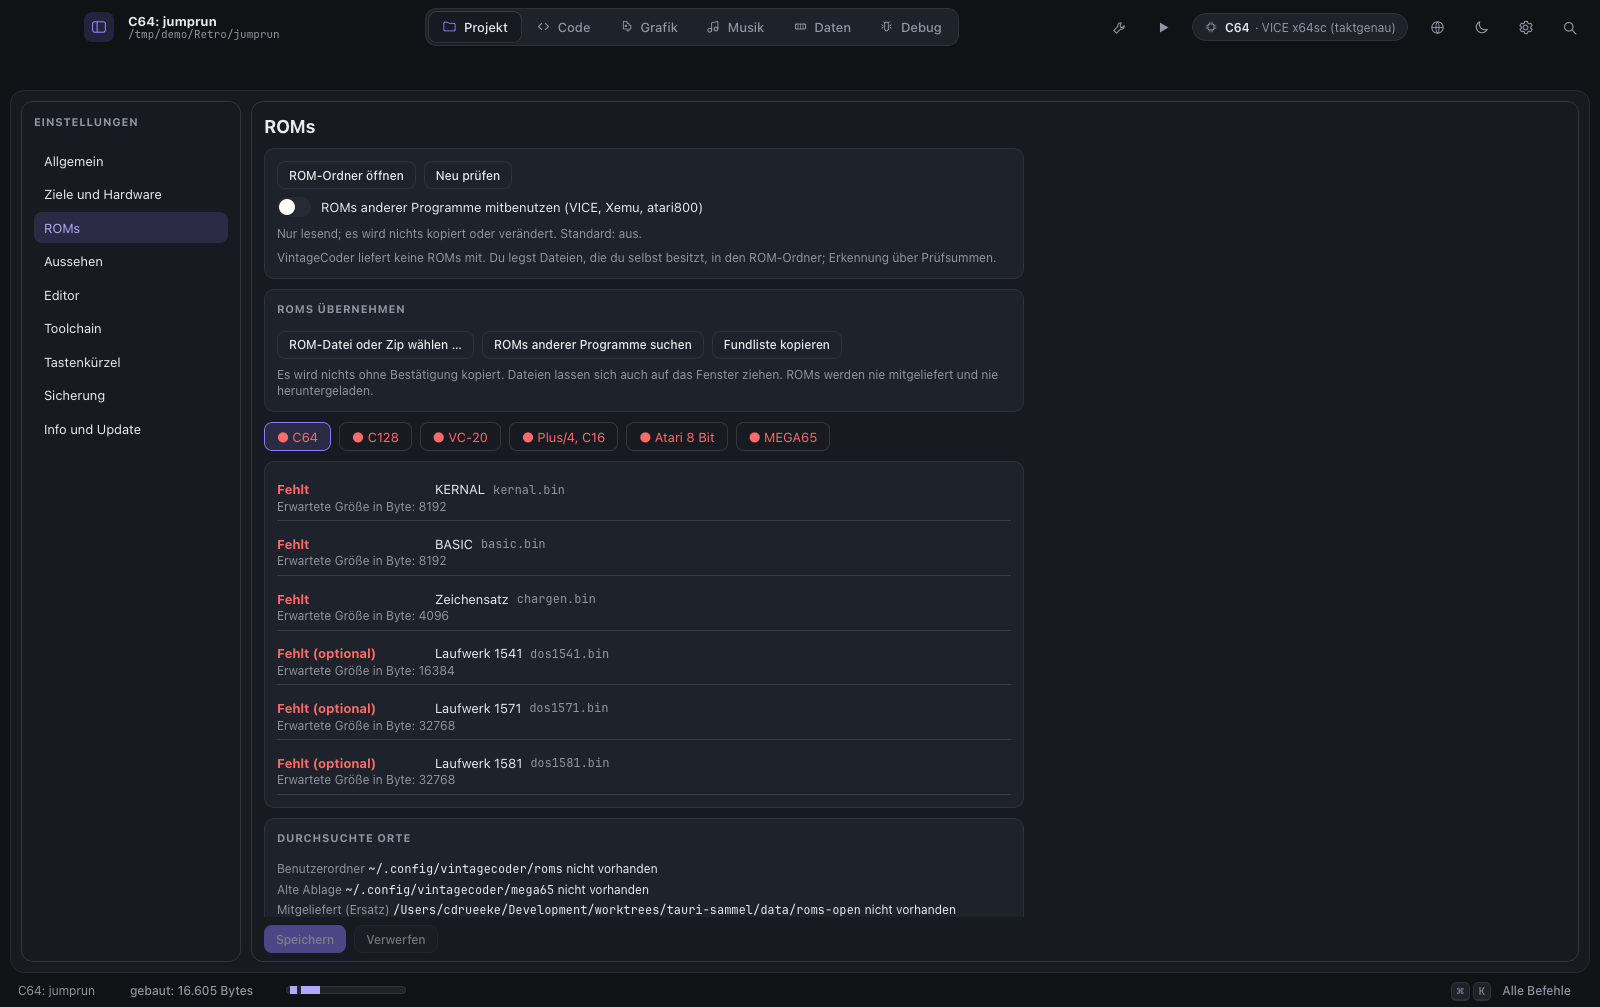 C64: jumprun
/tmp/demo/Retro/jumprun
Projekt
Code
Grafik
Musik
Daten
Debug
C64 · VICE x64sc (taktgenau)
EINSTELLUNGEN
Allgemein
Ziele und Hardware
ROMs
Aussehen
Editor
Toolchain
Tastenkürzel
Sicherung
Info und Update
ROMs
ROM-Ordner öffnen
Neu prüfen
ROMs anderer Programme mitbenutzen (VICE, Xemu, atari800)
Nur lesend; es wird nichts kopiert oder verändert. Standard: aus.
VintageCoder liefert keine ROMs mit. Du legst Dateien, die du selbst besitzt, in den ROM-Ordner; Erkennung über Prüfsummen.
ROMS ÜBERNEHMEN
ROM-Datei oder Zip wählen ...
ROMs anderer Programme suchen
Fundliste kopieren
Es wird nichts ohne Bestätigung kopiert. Dateien lassen sich auch auf das Fenster ziehen. ROMs werden nie mitgeliefert und nie
heruntergeladen.
C64
C128
VC-20
Plus/4, C16
Atari 8 Bit
MEGA65
Fehlt KERNAL kernal.bin
Erwartete Größe in Byte: 8192
Fehlt BASIC basic.bin
Erwartete Größe in Byte: 8192
Fehlt Zeichensatz chargen.bin
Erwartete Größe in Byte: 4096
Fehlt (optional) Laufwerk 1541 dos1541.bin
Erwartete Größe in Byte: 16384
Fehlt (optional) Laufwerk 1571 dos1571.bin
Erwartete Größe in Byte: 32768
Fehlt (optional) Laufwerk 1581 dos1581.bin
Erwartete Größe in Byte: 32768
DURCHSUCHTE ORTE
Benutzerordner ~/.config/vintagecoder/roms nicht vorhanden
Alte Ablage ~/.config/vintagecoder/mega65 nicht vorhanden
Mitgeliefert (Ersatz) /Users/cdrueeke/Development/worktrees/tauri-sammel/data/roms-open nicht vorhanden
Speichern
Verwerfen
C64: jumprun
gebaut: 16.605 Bytes
⌘ K Alle Befehle